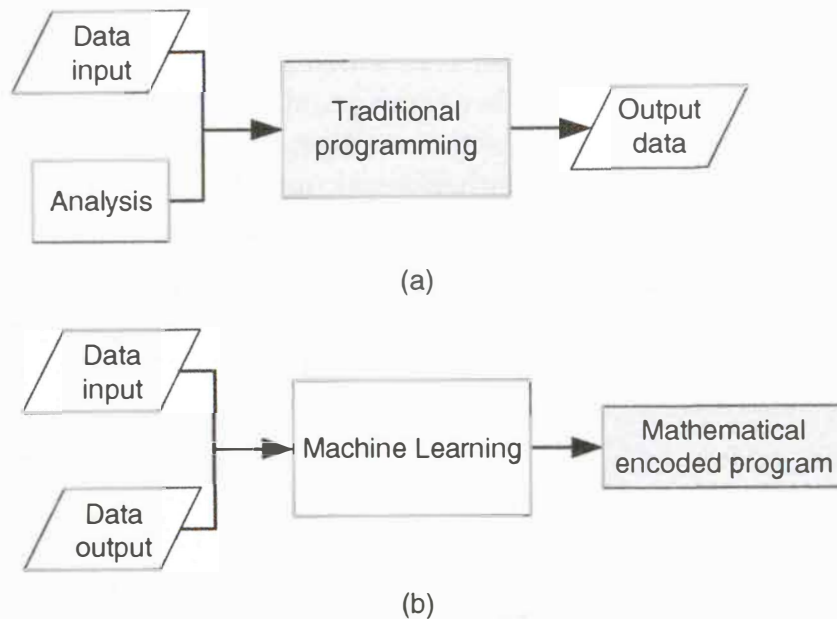 Data
input
Analysis
Traditional
programming
Output
data
(a)
Data
input
Data
output
Machine Learning
Mathematical
encoded program
(b)